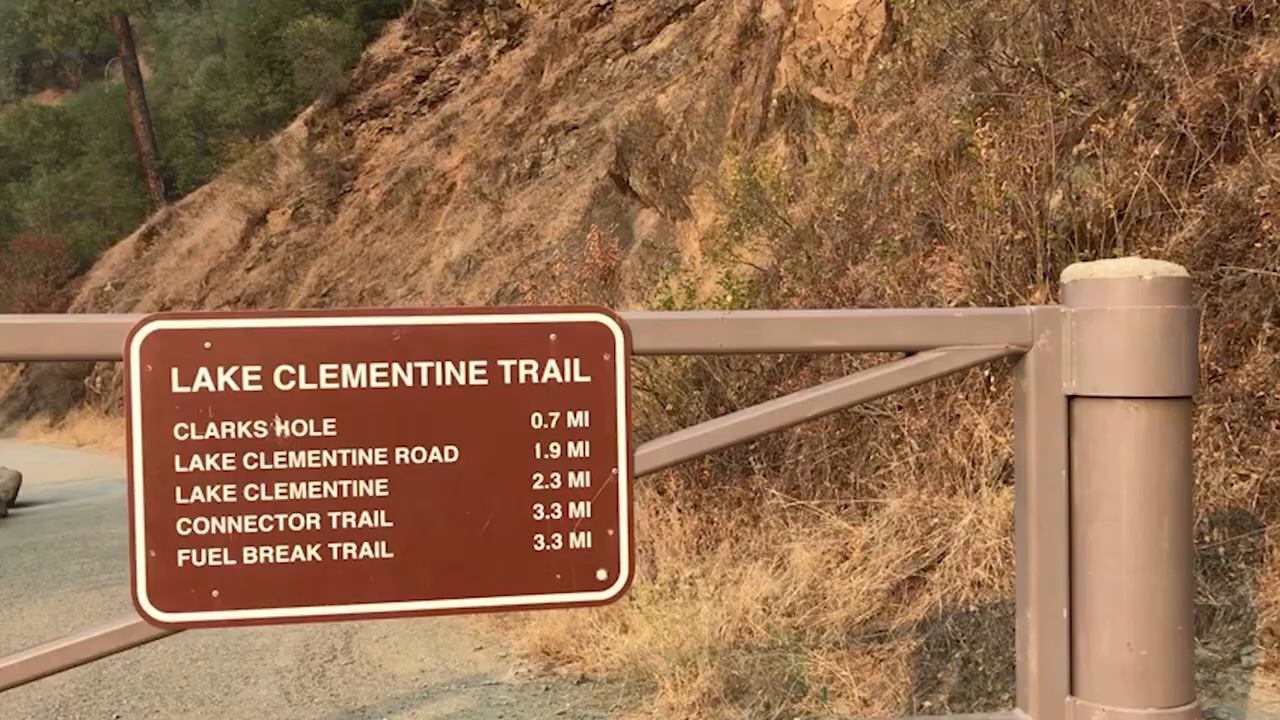 LAKE CLEMENTINE TRAIL
CLARKS HOLE 0.7 MI
LAKE CLEMENTINE ROAD 1.9 MI
LAKE CLEMENTINE 2.3 MI
CONNECTOR TRAIL 3.3 MI
FUEL BREAK TRAIL 3.3 MI